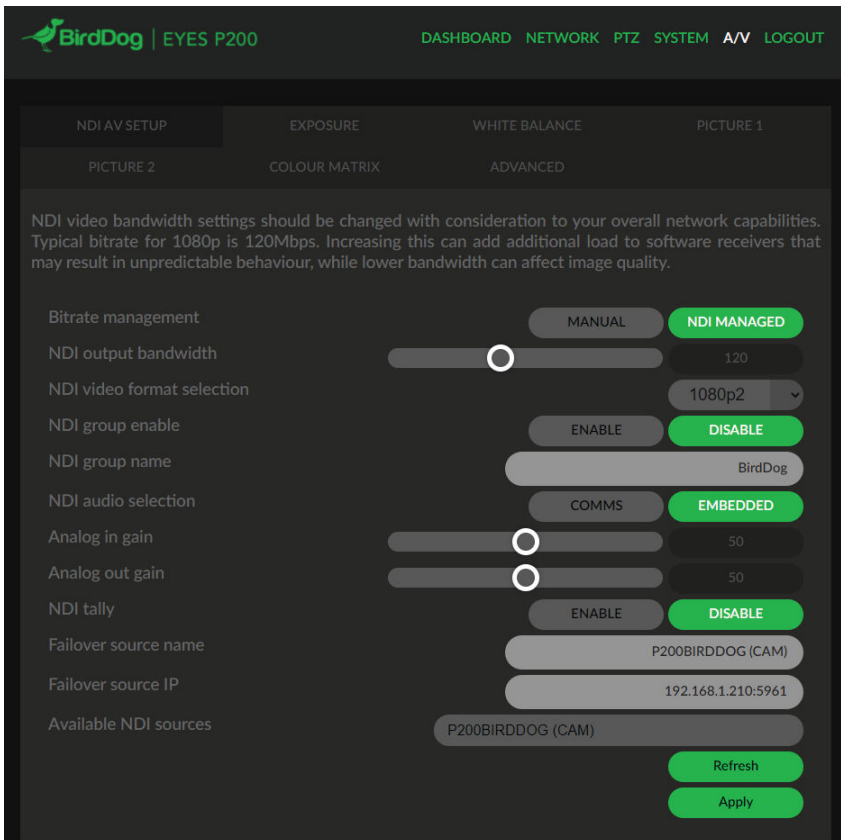 BirdDog | EYES P200
DASHBOARD NETWORK PTZ SYSTEM A/V LOGOUT
NDI AV SETUP EXPOSURE WHITE BALANCE PICTURE 1
PICTURE 2 COLOUR MATRIX ADVANCED
NDI video bandwidth settings should be changed with consideration to your overall network capabilities.
Typical bitrate for 1080p is 120Mbps. Increasing this can add additional load to software receivers that
may result in unpredictable behaviour, while lower bandwidth can affect image quality.
Bitrate management MANUAL NDI MANAGED
NDI output bandwidth 120
NDI video format selection 1080p2
NDI group enable ENABLE DISABLE
NDI group name BirdDog
NDI audio selection COMMS EMBEDDED
Analog in gain 50
Analog out gain 50
NDI tally ENABLE DISABLE
Failover source name P200BIRDDOG (CAM)
Failover source IP 192.168.1.210:5961
Available NDI sources P200BIRDDOG (CAM)
Refresh
Apply